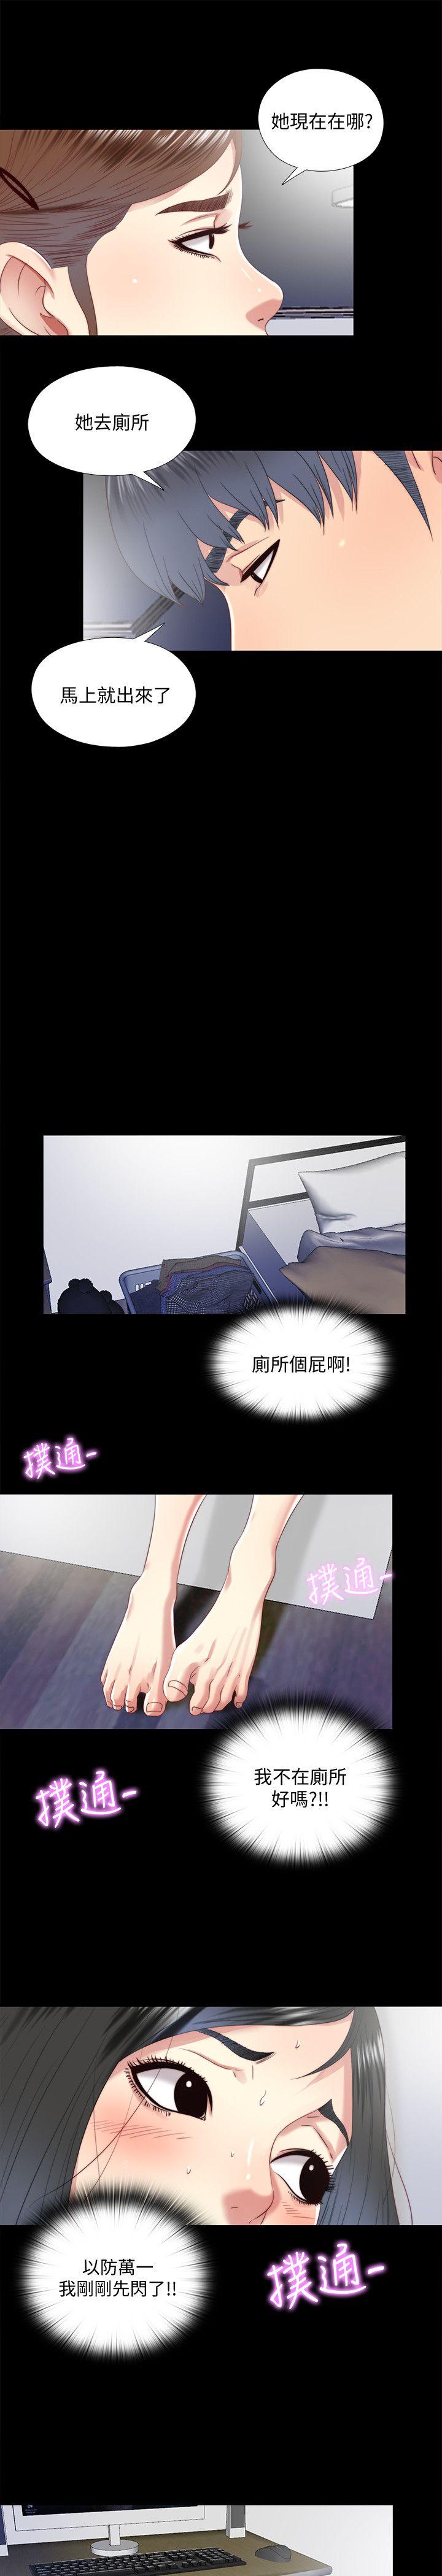 她現在在哪?
她去廁所
馬上就出來了
廁所個屁啊!
撲通~
撲通~
我不在廁所
好嗎?!!
撲通~
以防萬一
我剛剛先閃了!!
撲通~